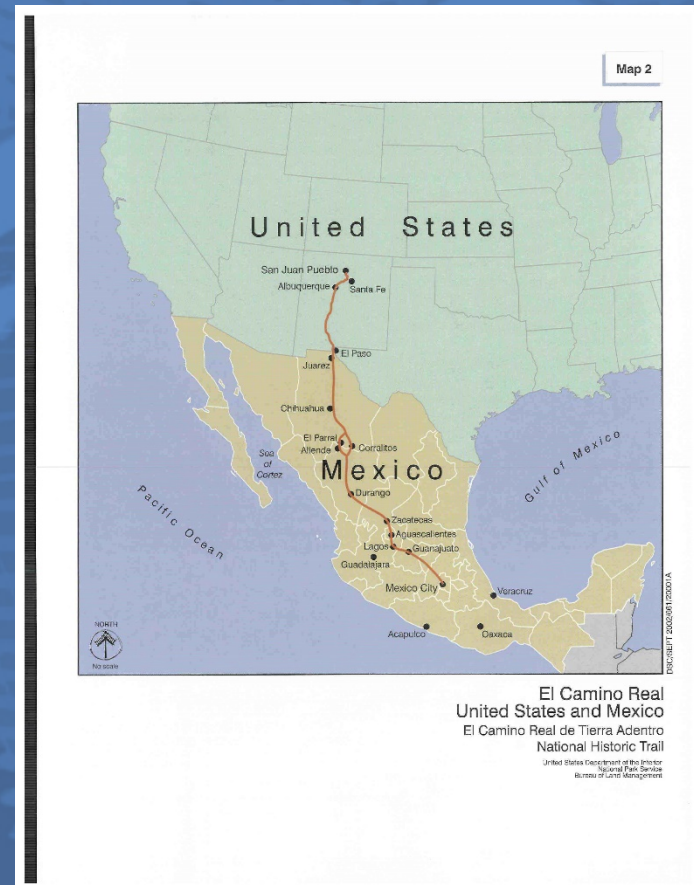 Map 2
United States
San Juan Pueblo
Albuquerque
Santa Fe
El Paso
Juarez
Chihuahua
El Parral
Allende
Corralitos
Sea
of
Cortez
Mexico
Gulf of Mexico
Pacific Ocean
Durango
Zacatecas
Aguascalientes
Lagos
Guanajuato
Guadalajara
Mexico City
Veracruz
Acapulco
Oaxaca
NORTH
No scale
DSC/SEPT 2002/661/20001A
El Camino Real
United States and Mexico
El Camino Real de Tierra Adentro
National Historic Trail
United States Department of the Interior
National Park Service
Bureau of Land Management